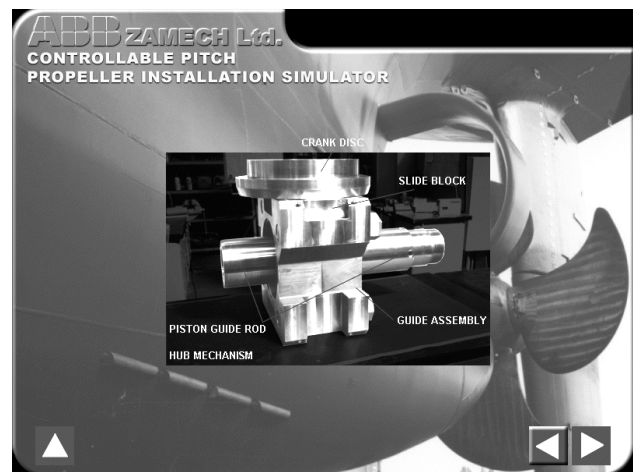 ABB ZAMECH Ltd.
CONTROLLABLE PITCH
PROPELLER INSTALLATION SIMULATOR
CRANK DISC
SLIDE BLOCK
PISTON GUIDE ROD
GUIDE ASSEMBLY
HUB MECHANISM